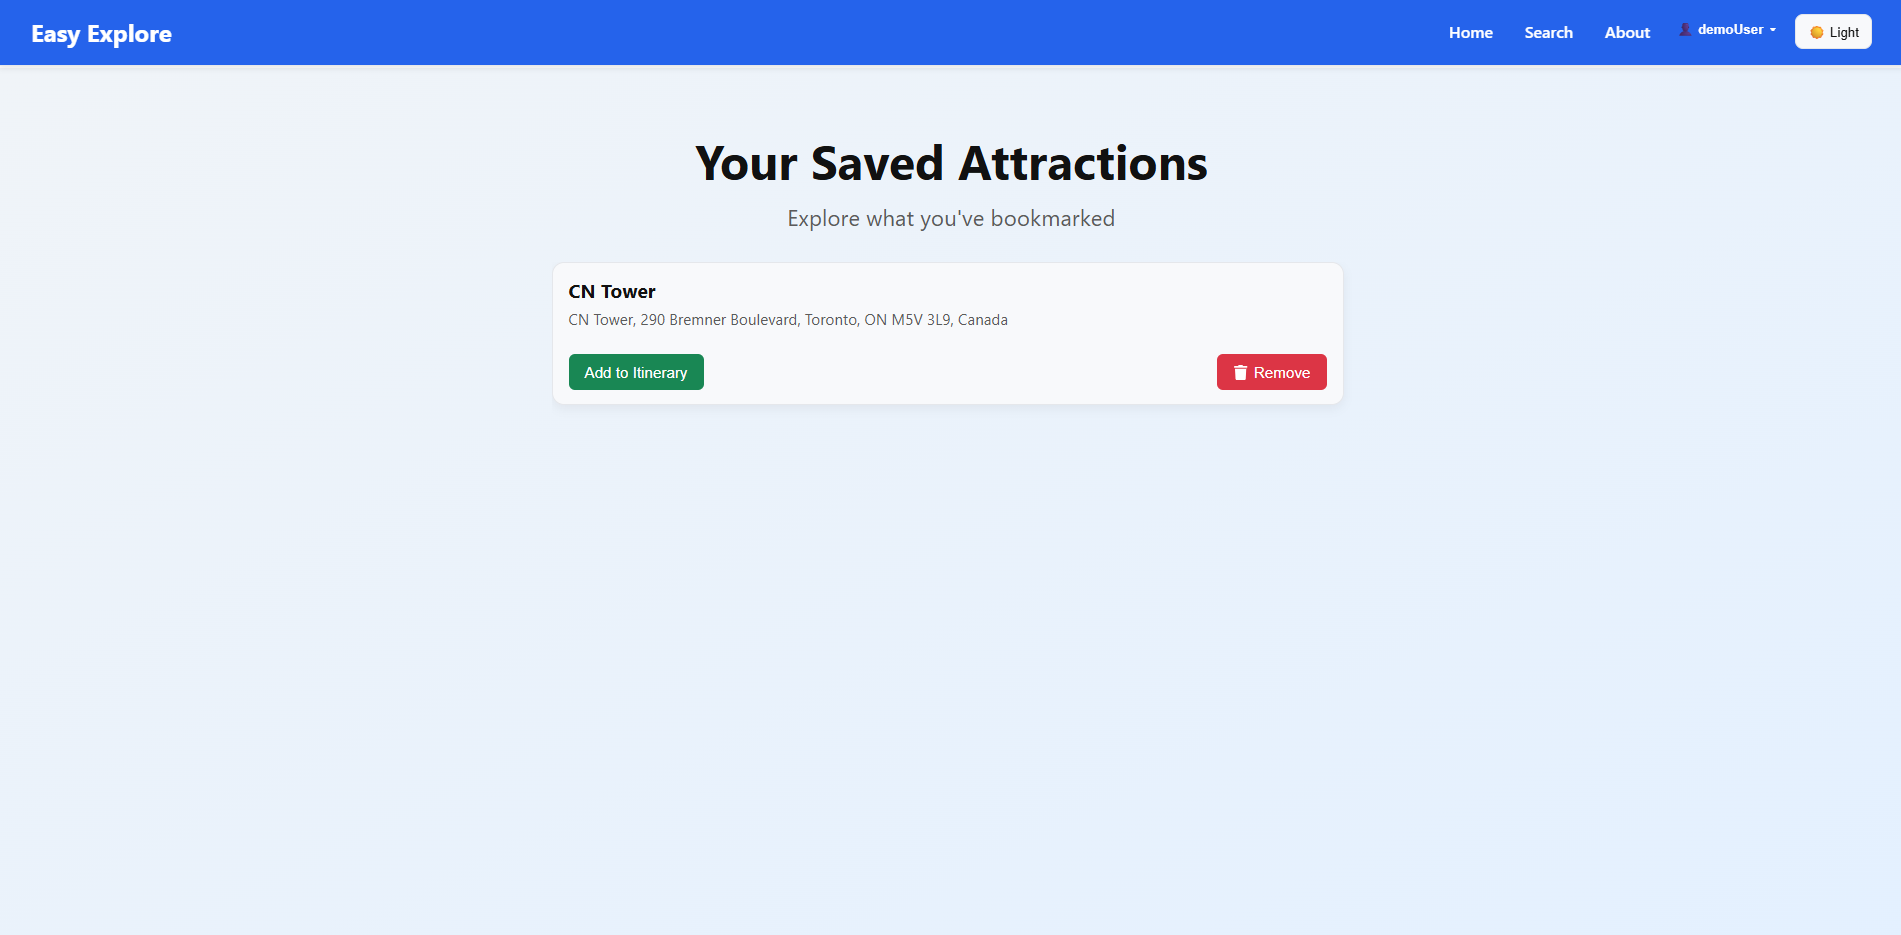 Easy Explore
Home
Search
About
demoUser
Light
Your Saved Attractions
Explore what you've bookmarked
CN Tower
CN Tower, 290 Bremner Boulevard, Toronto, ON M5V 3L9, Canada
Add to Itinerary
Remove